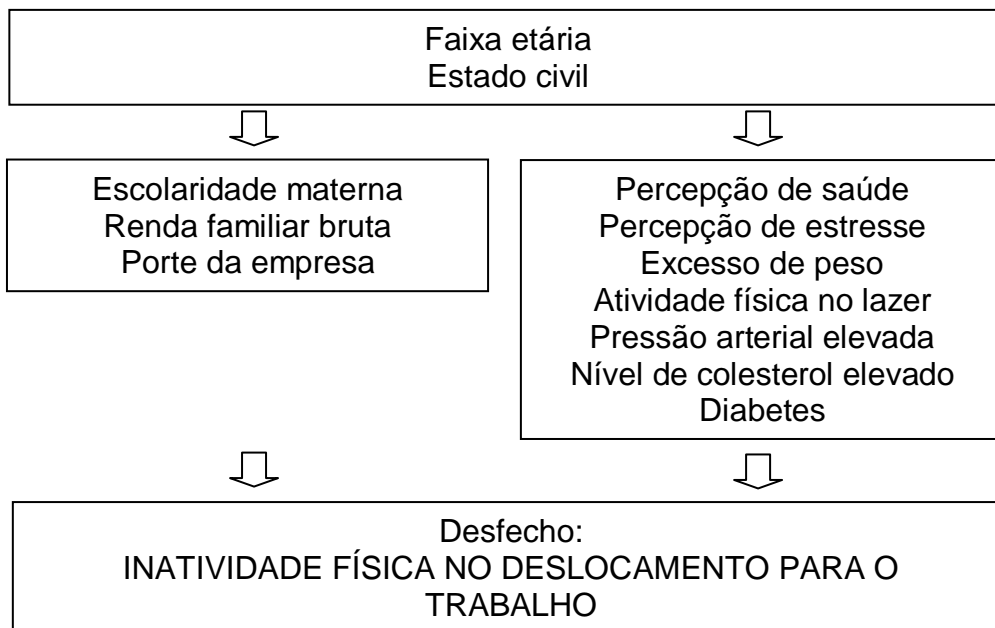 Faixa etária
Estado civil
Escolaridade materna
Renda familiar bruta
Porte da empresa
Percepção de saúde
Percepção de estresse
Excesso de peso
Atividade física no lazer
Pressão arterial elevada
Nível de colesterol elevado
Diabetes
Desfecho:
INATIVIDADE FÍSICA NO DESLOCAMENTO PARA O
TRABALHO